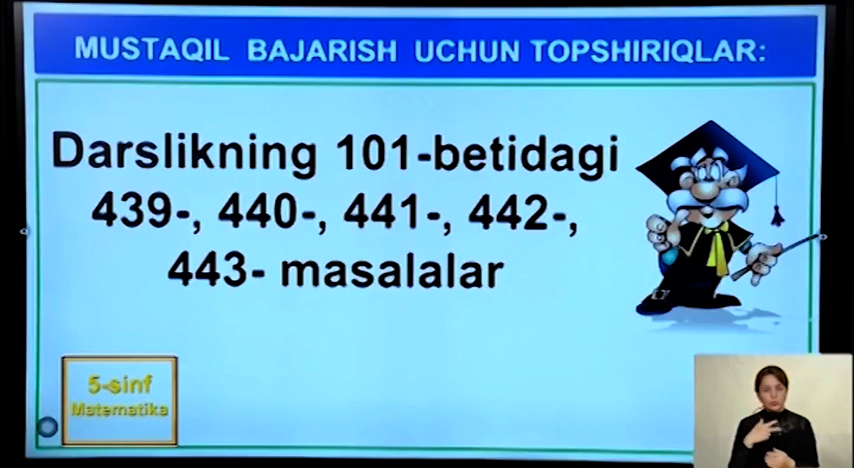 MUSTAQIL BAJARISH UCHUN TOPSHIRIQLAR:
Darslikning 101-betidagi
439-, 440-, 441-, 442-,
443- masalalar
5-sinf
Matematika